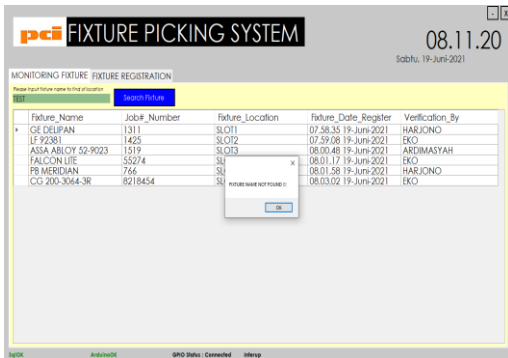 - X
pci FIXTURE PICKING SYSTEM
08.11.20
Sabtu, 19-Juni-2021
MONITORING FIXTURE FIXTURE REGISTRATION
Please input fixture name to find of location
TEST Search Fixture
Fixture_Name Job#_Number Fixture_Location Fixture_Date_Register Verification_By
GE DELIPAN 1311 SLOT1 07.58.35 19-Juni-2021 HARJONO
LF 92381 1425 SLOT2 07.59.08 19-Juni-2021 EKO
ASSA ABLOY 52-9023 1519 SLOT3 08.00.48 19-Juni-2021 ARDIMASYAH
FALCON LITE 55274 08.01.17 19-Juni-2021 EKO
PB MERIDIAN 766 08.01.58 19-Juni-2021 HARJONO
CG 200-3064-3R 8218454 08.03.02 19-Juni-2021 EKO
X
FIXTURE NAME NOT FOUND !!!
OK
SqlOK ArduinoOK GPIO Status : Connected Interup